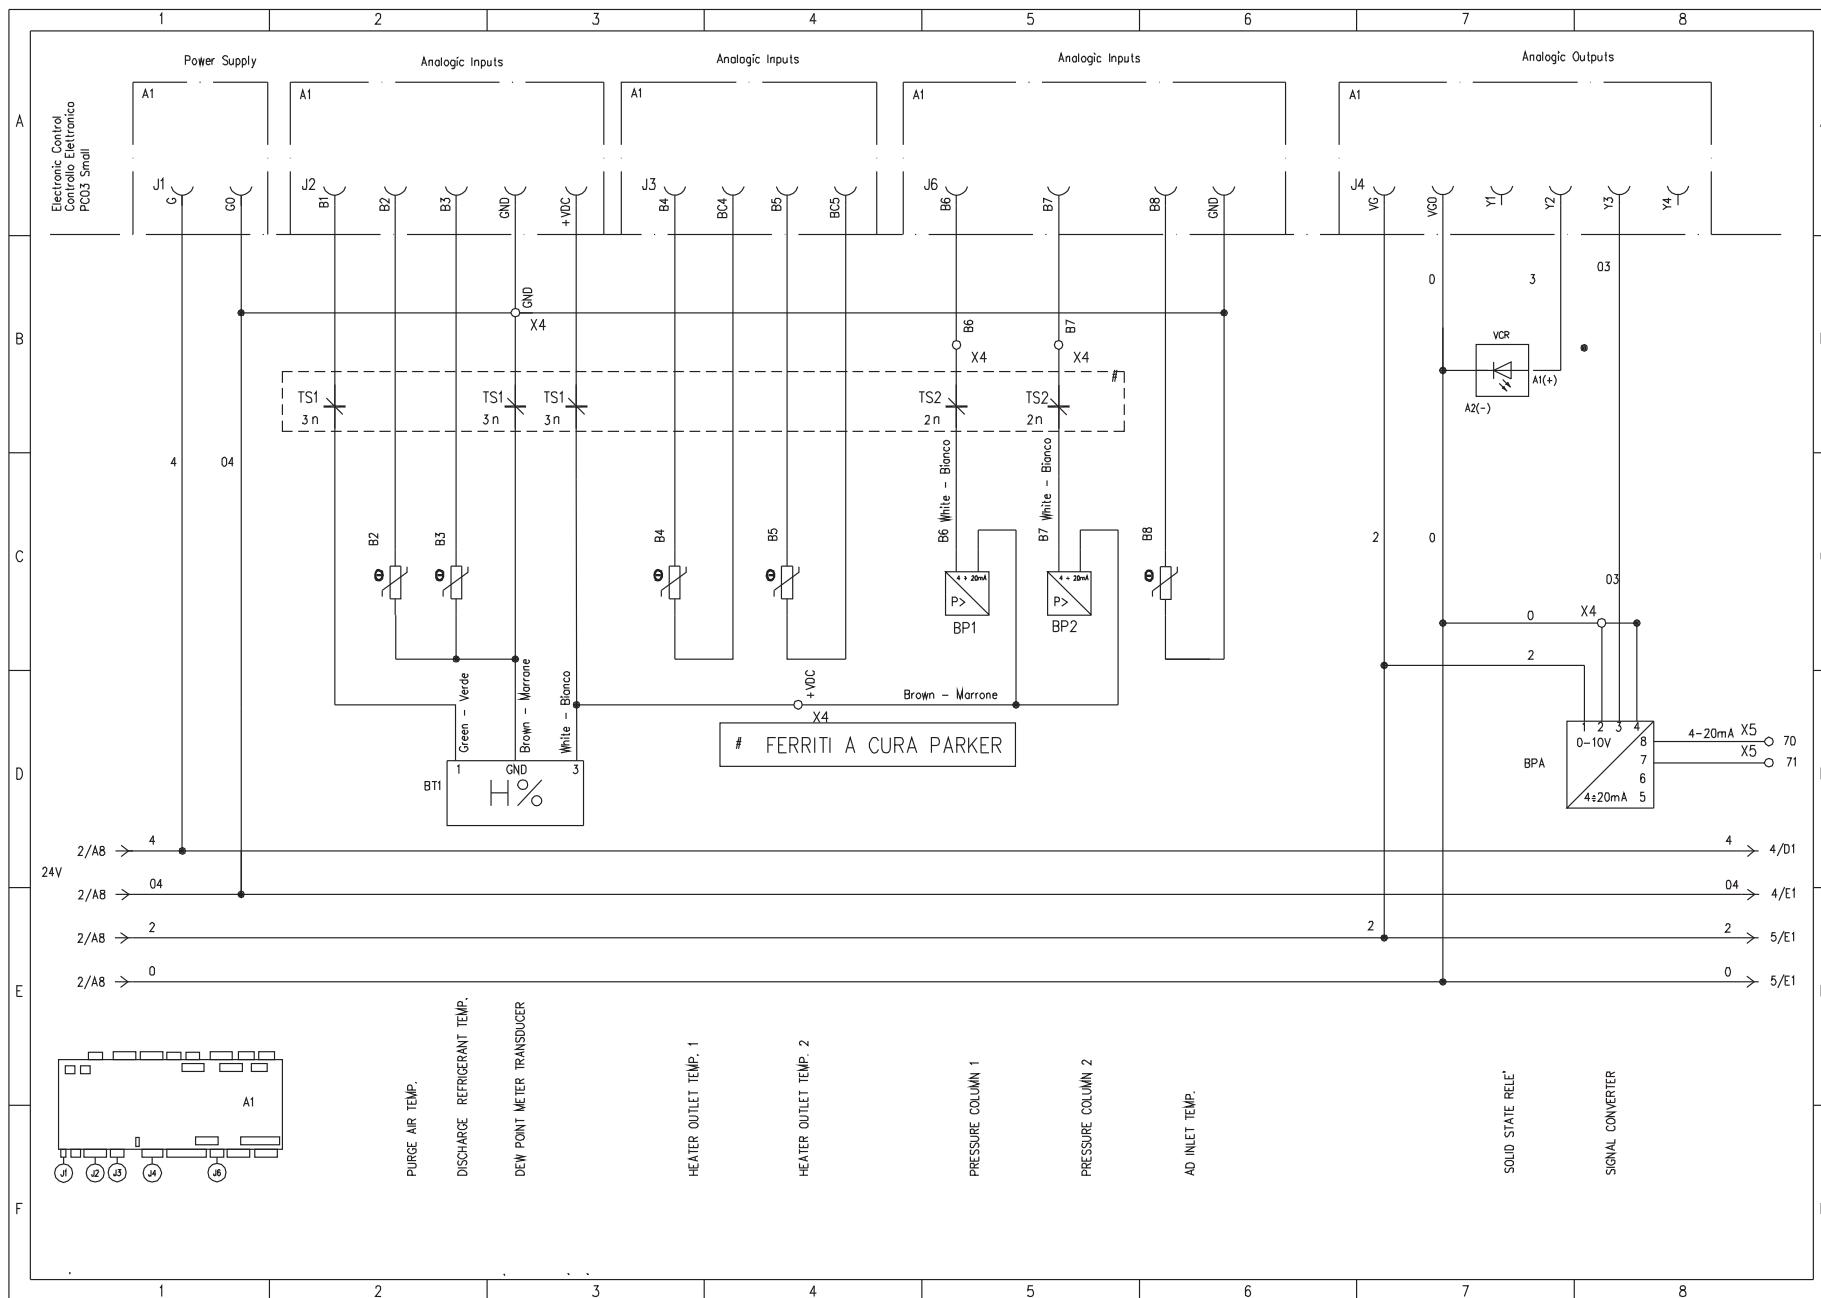 1 2 3 4 5 6 7 8
Power Supply
Analogic Inputs
Analogic Inputs
Analogic Inputs
Analogic Outputs
A
Electronic Control
Controllo Elettronico
PCO3 Small
A1
A1
A1
A1
A1
J1
G
G0
J2
B1
B2
B3
GND
+VDC
J3
B4
BC4
B5
BC5
J6
B6
B7
B8
GND
J4
VG
VG0
Y1
Y2
Y3
Y4
0
3
03
B
GND
X4
B6
X4
B7
X4
VCR
A1(+)
A2(-)
#
TS1
3n
TS1
3n
TS1
3n
TS2
2n
TS2
2n
4
04
C
B2
B3
B4
B5
B6 White - Bianco
B7 White - Bianco
B8
2
0
03
Θ
Θ
Θ
Θ
Θ
4 ÷ 20mA
P>
BP1
4 ÷ 20mA
P>
BP2
0
X4
2
Green - Verde
Brown - Marrone
White - Bianco
+VDC
X4
Brown - Marrone
# FERRITI A CURA PARKER
D
BT1
1
GND
3
H%
BPA
1 2 3 4
0-10V
8
7
6
5
4÷20mA
4-20mA X5
70
X5
71
24V
2/A8
4
4
4/D1
2/A8
04
04
4/E1
2/A8
2
2
2
5/E1
2/A8
0
0
5/E1
E
A1
J1
J2
J3
J4
J6
PURGE AIR TEMP.
DISCHARGE REFRIGERANT TEMP.
DEW POINT METER TRANSDUCER
HEATER OUTLET TEMP. 1
HEATER OUTLET TEMP. 2
PRESSURE COLUMN 1
PRESSURE COLUMN 2
AD INLET TEMP.
SOLID STATE RELE'
SIGNAL CONVERTER
F
1 2 3 4 5 6 7 8